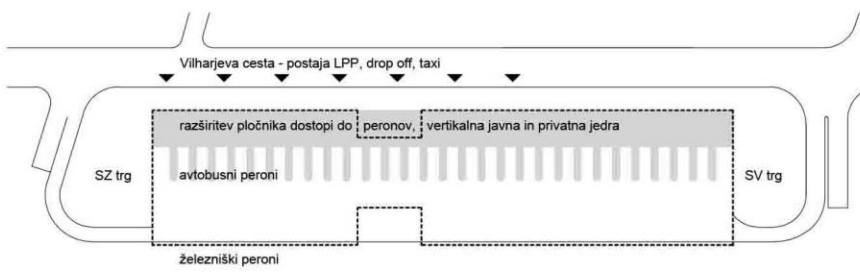 Vilharjeva cesta - postaja LPP, drop off, taxi
razširitev pločnika dostopi do peronov, vertikalna javna in privatna jedra
SZ trg
avtobusni peroni
SV trg
železniški peroni